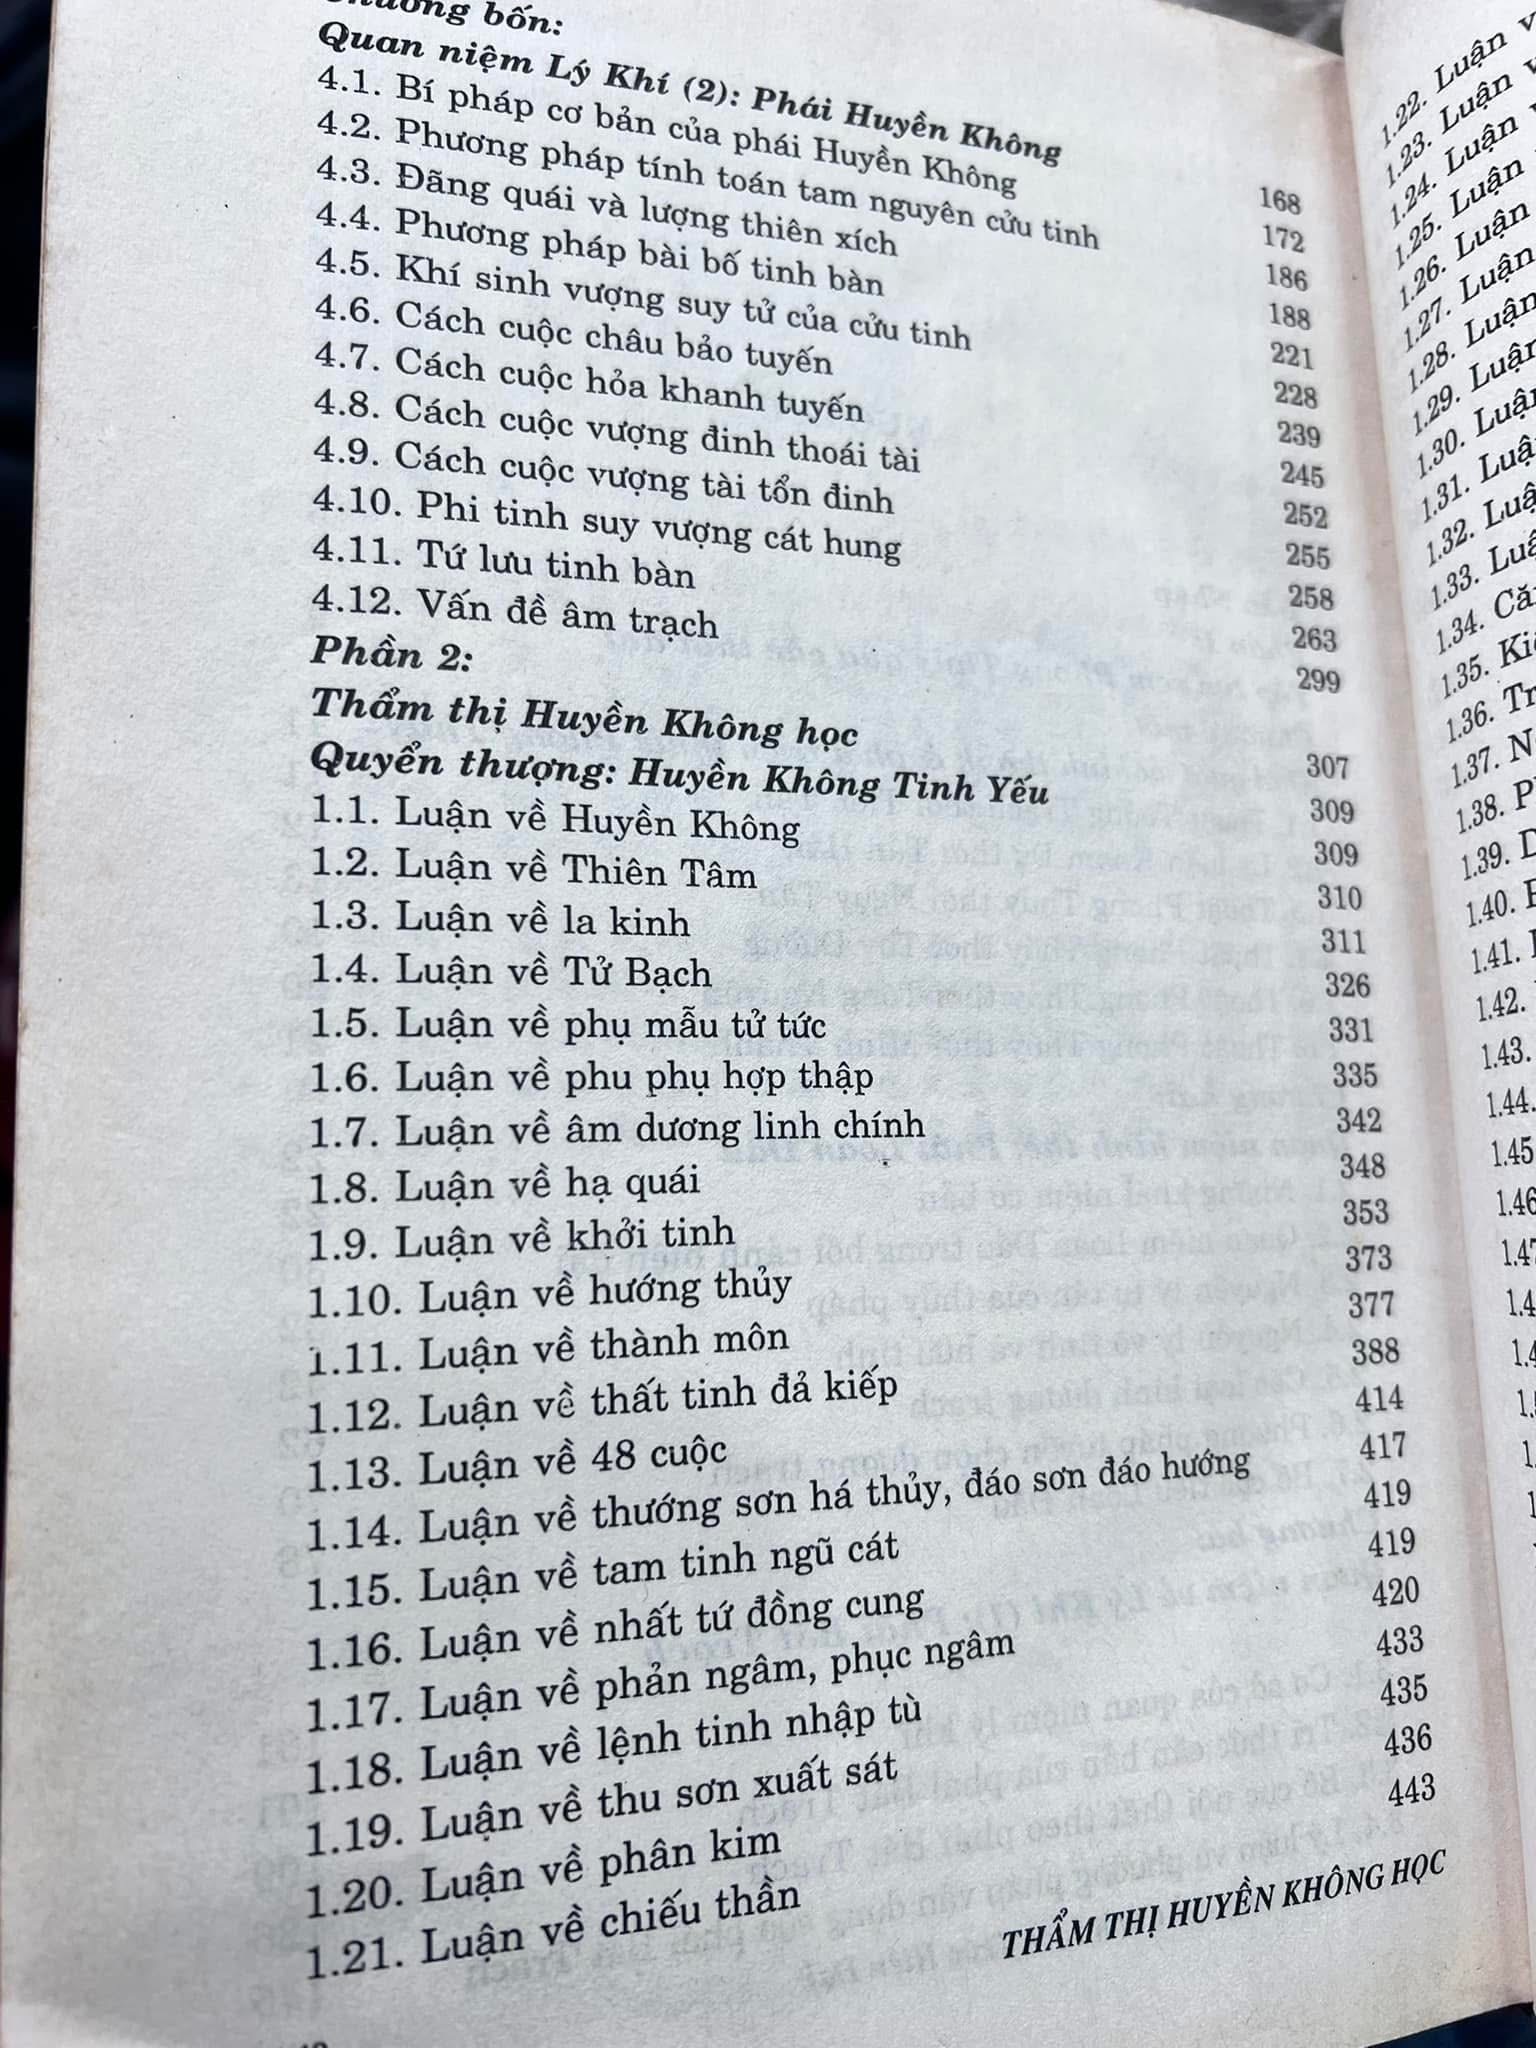 bốn:
Quan niệm Lý Khí (2): Phái Huyền Không 168
4.1. Bí pháp cơ bản của phái Huyền Không 172
4.2. Phương pháp tính toán tam nguyên cửu tinh 186
4.3. Đãng quái và lượng thiên xích 188
4.4. Phương pháp bài bố tinh bàn 221
4.5. Khí sinh vượng suy tử của cửu tinh 228
4.6. Cách cuộc châu bảo tuyến 239
4.7. Cách cuộc hỏa khanh tuyến 245
4.8. Cách cuộc vượng đinh thoái tài 252
4.9. Cách cuộc vượng tài tổn đinh 255
4.10. Phi tinh suy vượng cát hung 258
4.11. Tứ lưu tinh bàn 263
4.12. Vấn đề âm trạch 299
Phần 2:
Thẩm thị Huyền Không học 307
Quyển thượng: Huyền Không Tinh Yếu 309
1.1. Luận về Huyền Không 309
1.2. Luận về Thiên Tâm 310
1.3. Luận về la kinh 311
1.4. Luận về Tử Bạch 326
1.5. Luận về phụ mẫu tử tức 331
1.6. Luận về phu phụ hợp thập 335
1.7. Luận về âm dương linh chính 342
1.8. Luận về hạ quái 348
1.9. Luận về khởi tinh 353
1.10. Luận về hướng thủy 373
1.11. Luận về thành môn 377
1.12. Luận về thất tinh đả kiếp 388
1.13. Luận về 48 cuộc 414
1.14. Luận về thướng sơn há thủy, đáo sơn đáo hướng 417
1.15. Luận về tam tinh ngũ cát 419
1.16. Luận về nhất tứ đồng cung 419
1.17. Luận về phản ngâm, phục ngâm 420
1.18. Luận về lệnh tinh nhập tù 433
1.19. Luận về thu sơn xuất sát 435
1.20. Luận về phân kim 436
1.21. Luận về chiếu thần 443
THẨM THỊ HUYỀN KHÔNG HỌC
1.22. Luận
1.23. Luận
1.24. Luận
1.25. Luận
1.26. Luận
1.27. Luận
1.28. Luận
1.29. Luận
1.30. Luận
1.31. Luận
1.32.
1.33.
1.34.
1.35.
1.36.
1.37.
1.38.
1.39.
1.40.
1.41.
1.42.
1.43.
1.44.
1.45
1.46
1.47